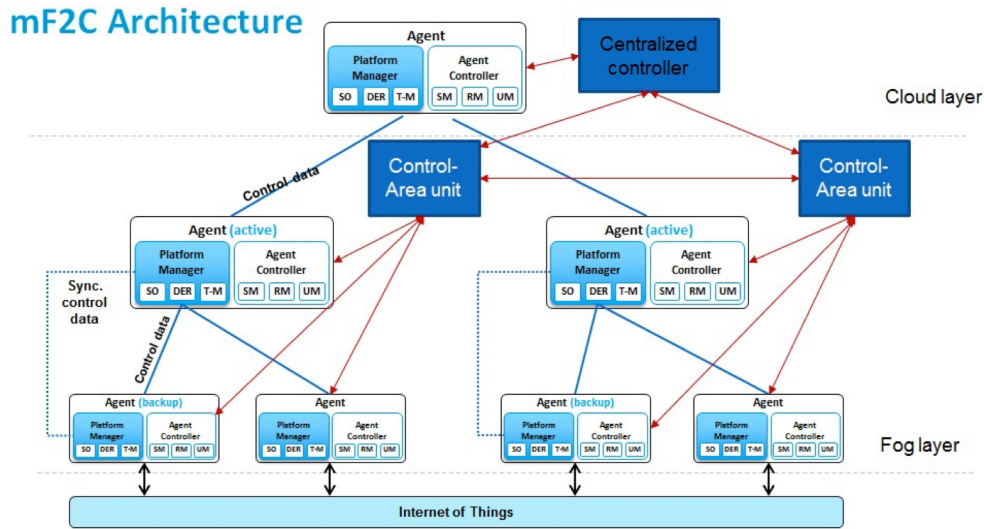 mF2C Architecture
Agent
Platform
Manager
SO DER T-M
Agent
Controller
SM RM UM
Centralized
controller
Cloud layer
Control data
Control-
Area unit
Control-
Area unit
Agent (active)
Platform
Manager
SO DER T-M
Agent
Controller
SM RM UM
Agent (active)
Platform
Manager
SO DER T-M
Agent
Controller
SM RM UM
Sync.
control
data
Control data
Agent (backup)
Platform
Manager
SO DER T-M
Agent
Controller
SM RM UM
Agent
Platform
Manager
SO DER T-M
Agent
Controller
SM RM UM
Agent (backup)
Platform
Manager
SO DER T-M
Agent
Controller
SM RM UM
Agent
Platform
Manager
SO DER T-M
Agent
Controller
SM RM UM
Fog layer
Internet of Things